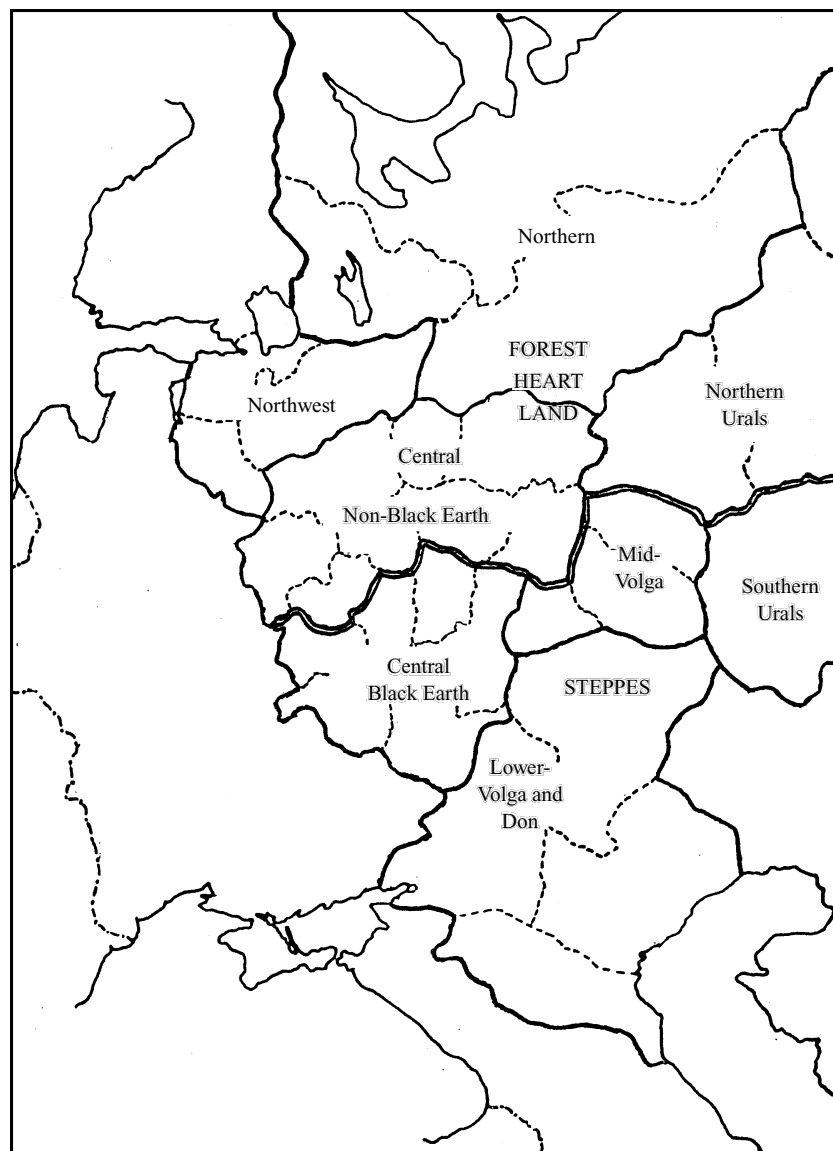 Northern
FOREST
HEART
LAND
Northern
Urals
Northwest
Central
Non-Black Earth
Mid-
Volga
Southern
Urals
Central
Black Earth
STEPPES
Lower-
Volga and
Don